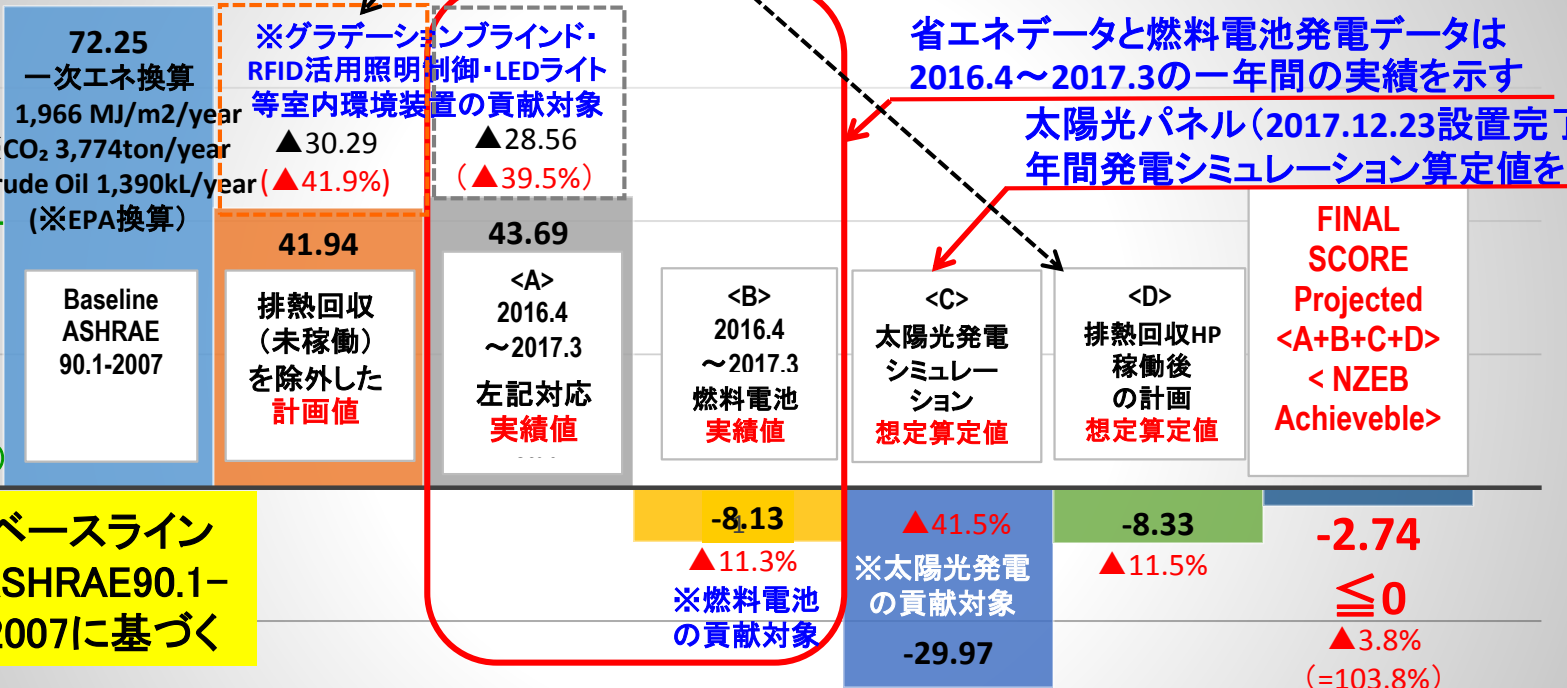 72.25
一次エネ換算
1,966 MJ/m2/year
CO₂ 3,774ton/year
rude Oil 1,390kL/year
(※EPA換算)
Baseline
ASHRAE
90.1-2007
※グラデーションブラインド・
RFID活用照明制御・LEDライト
等室内環境装置の貢献対象
▲30.29
(▲41.9%)
41.94
排熱回収
(未稼働)
を除外した
計画値
▲28.56
(▲39.5%)
43.69
<A>
2016.4
～2017.3
左記対応
実績値
<B>
2016.4
～2017.3
燃料電池
実績値
省エネデータと燃料電池発電データは
2016.4～2017.3の一年間の実績を示す
太陽光パネル(2017.12.23設置完了
年間発電シミュレーション算定値を
<C>
太陽光発電
シミュレー
ション
想定算定値
<D>
排熱回収HP
稼働後
の計画
想定算定値
FINAL
SCORE
Projected
<A+B+C+D>
< NZEB
Achieveble>
ベースライン
ASHRAE90.1-
2007に基づく
-8.13
1
▲11.3%
※燃料電池
の貢献対象
▲41.5%
※太陽光発電
の貢献対象
-29.97
-8.33
▲11.5%
-2.74
≦0
▲3.8%
(=103.8%)